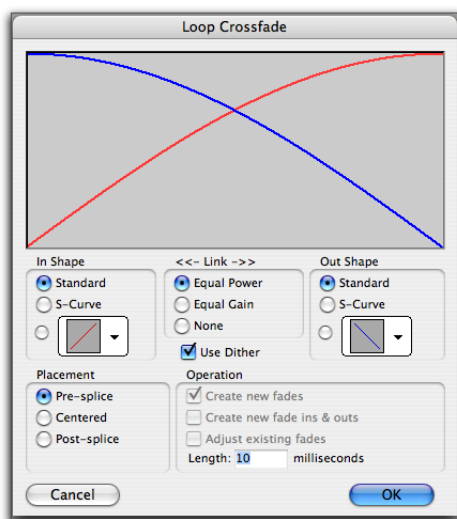 Loop Crossfade
In Shape
Standard
S-Curve
<<- Link ->>
Equal Power
Equal Gain
None
Use Dither
Out Shape
Standard
S-Curve
Placement
Pre-splice
Centered
Post-splice
Operation
Create new fades
Create new fade ins & outs
Adjust existing fades
Length: 10 milliseconds
Cancel
OK